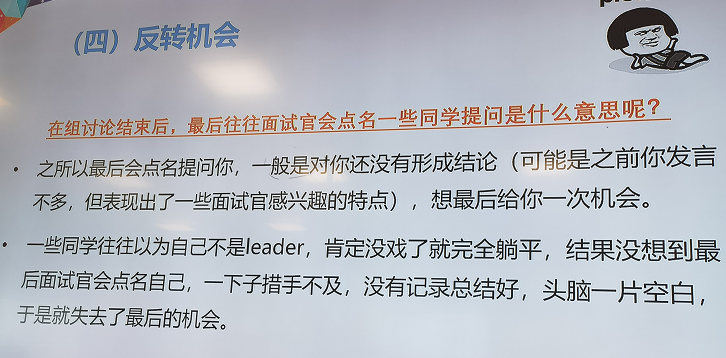 （四）反转机会
在组讨论结束后，最后往往面试官会点名一些同学提问是什么意思呢？
• 之所以最后会点名提问你，一般是对你还没有形成结论（可能是之前你发言
不多，但表现出了一些面试官感兴趣的特点），想最后给你一次机会。
• 一些同学往往以为自己不是leader，肯定没戏了就完全躺平，结果没想到最
后面试官会点名自己，一下子措手不及，没有记录总结好，头脑一片空白，
于是就失去了最后的机会。